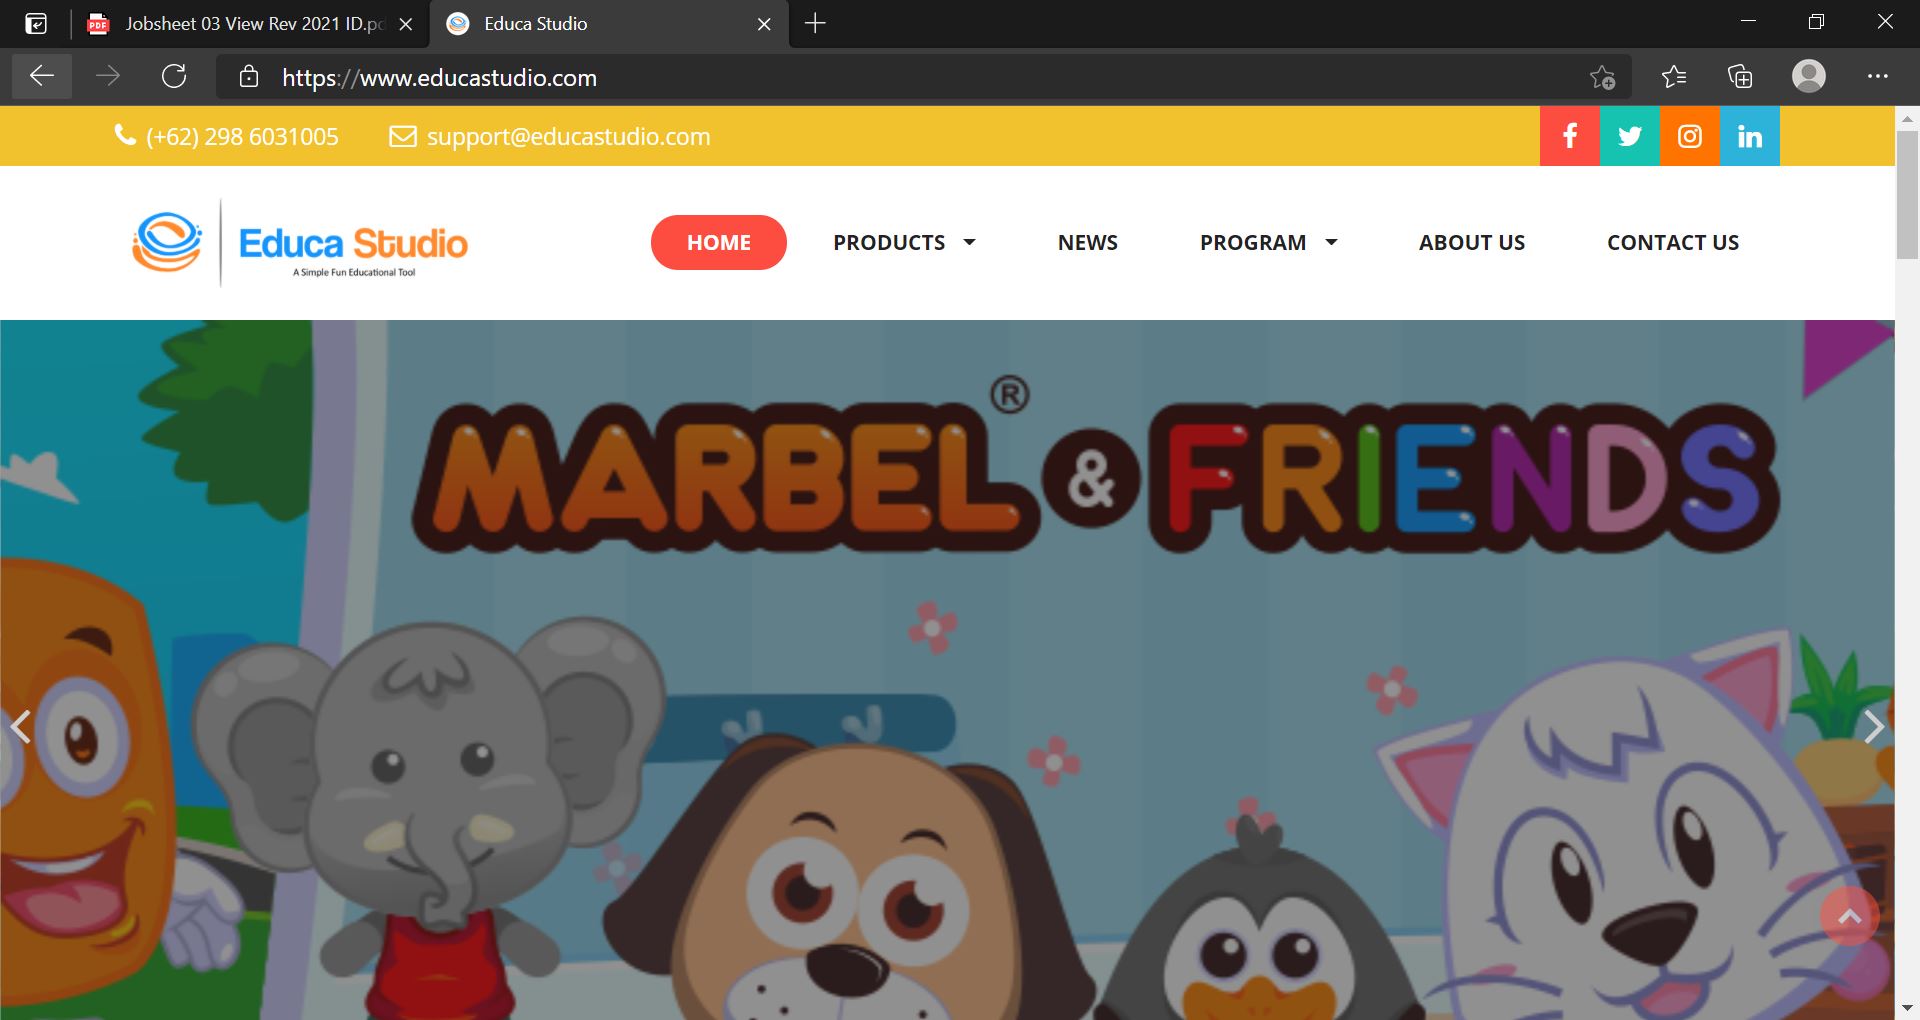 Jobsheet 03 View Rev 2021 ID.pd
Educa Studio
https://www.educastudio.com
(+62) 298 6031005
support@educastudio.com
Educa Studio
A Simple Fun Educational Tool
HOME
PRODUCTS
NEWS
PROGRAM
ABOUT US
CONTACT US
MARBEL® & FRIENDS